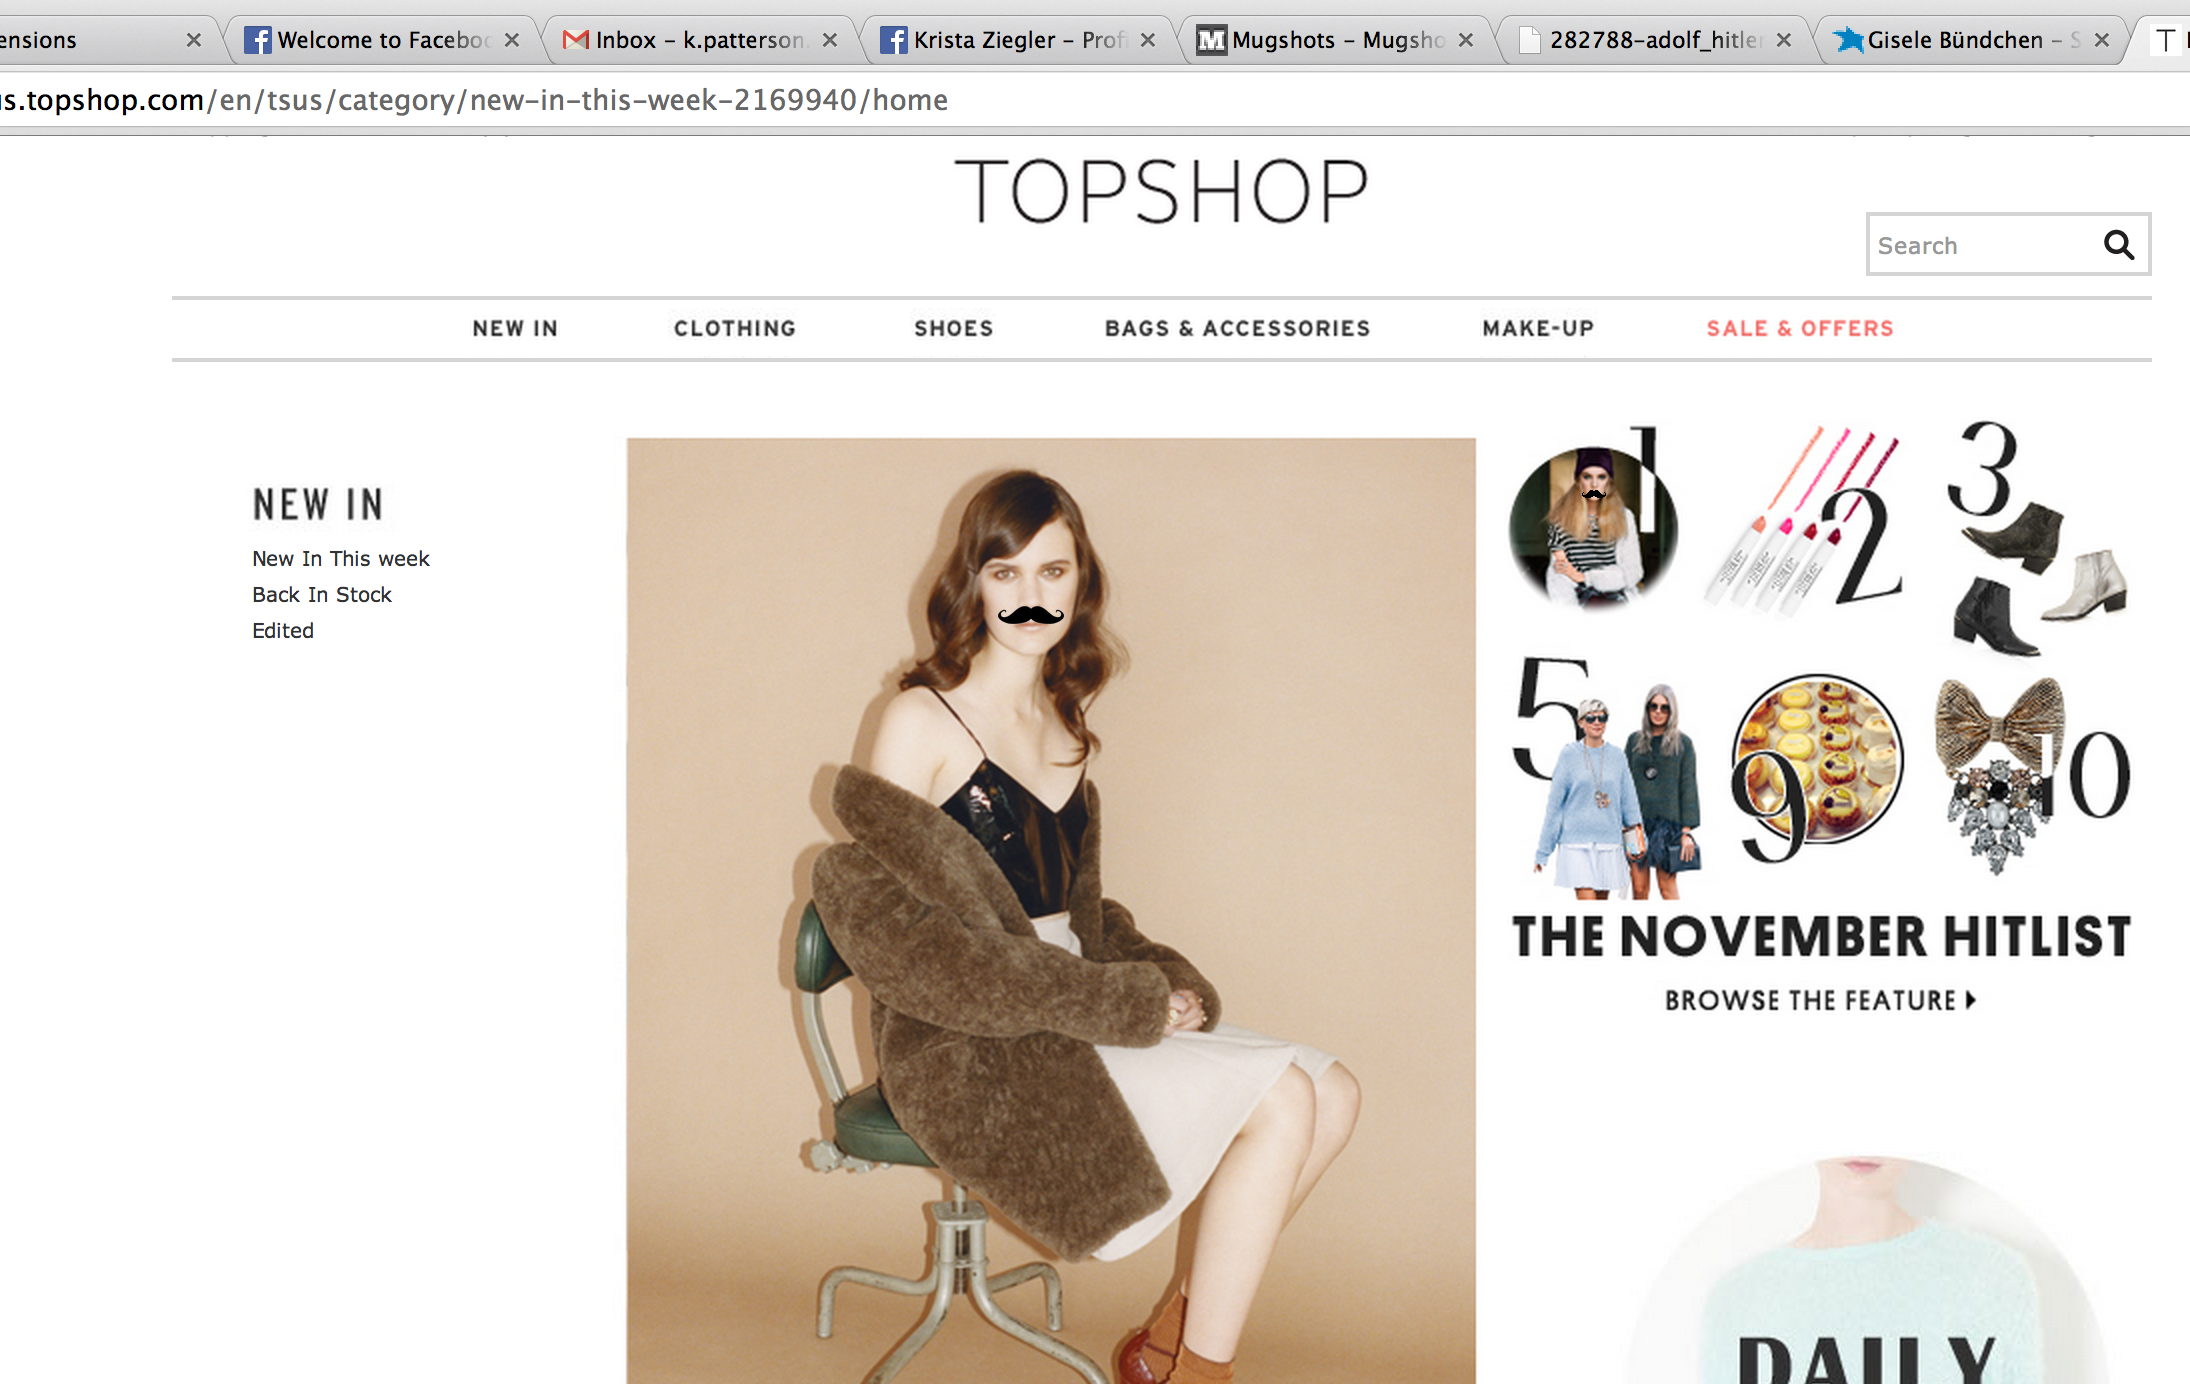 ensions
Welcome to Faceboo
Inbox – k.patterson.
Krista Ziegler – Prof
Mugshots – Mugsho
282788–adolf_hitler
Gisele Bündchen – S
us.topshop.com/en/tsus/category/new-in-this-week-2169940/home
TOPSHOP
Search
NEW IN
CLOTHING
SHOES
BAGS & ACCESSORIES
MAKE-UP
SALE & OFFERS
NEW IN
New In This week
Back In Stock
Edited
1
2
3
5
9
10
THE NOVEMBER HITLIST
BROWSE THE FEATURE
DAILY